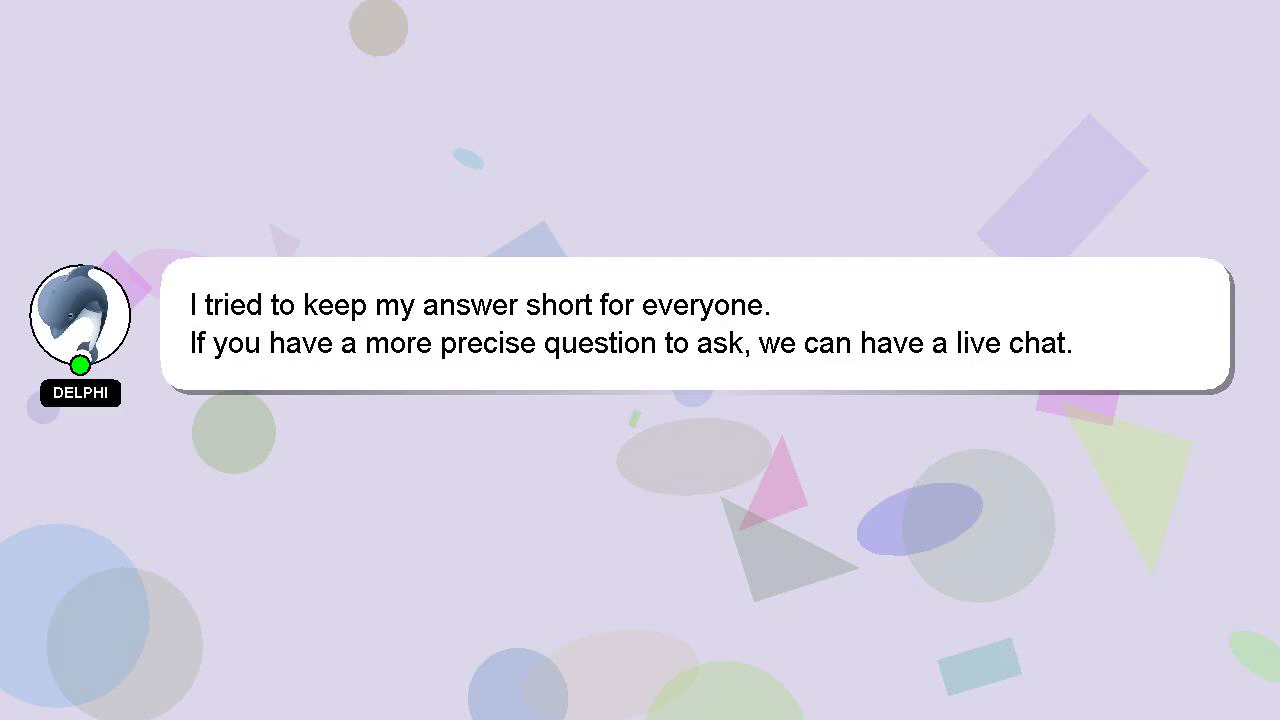 I tried to keep my answer short for everyone.
If you have a more precise question to ask, we can have a live chat.
DELPHI